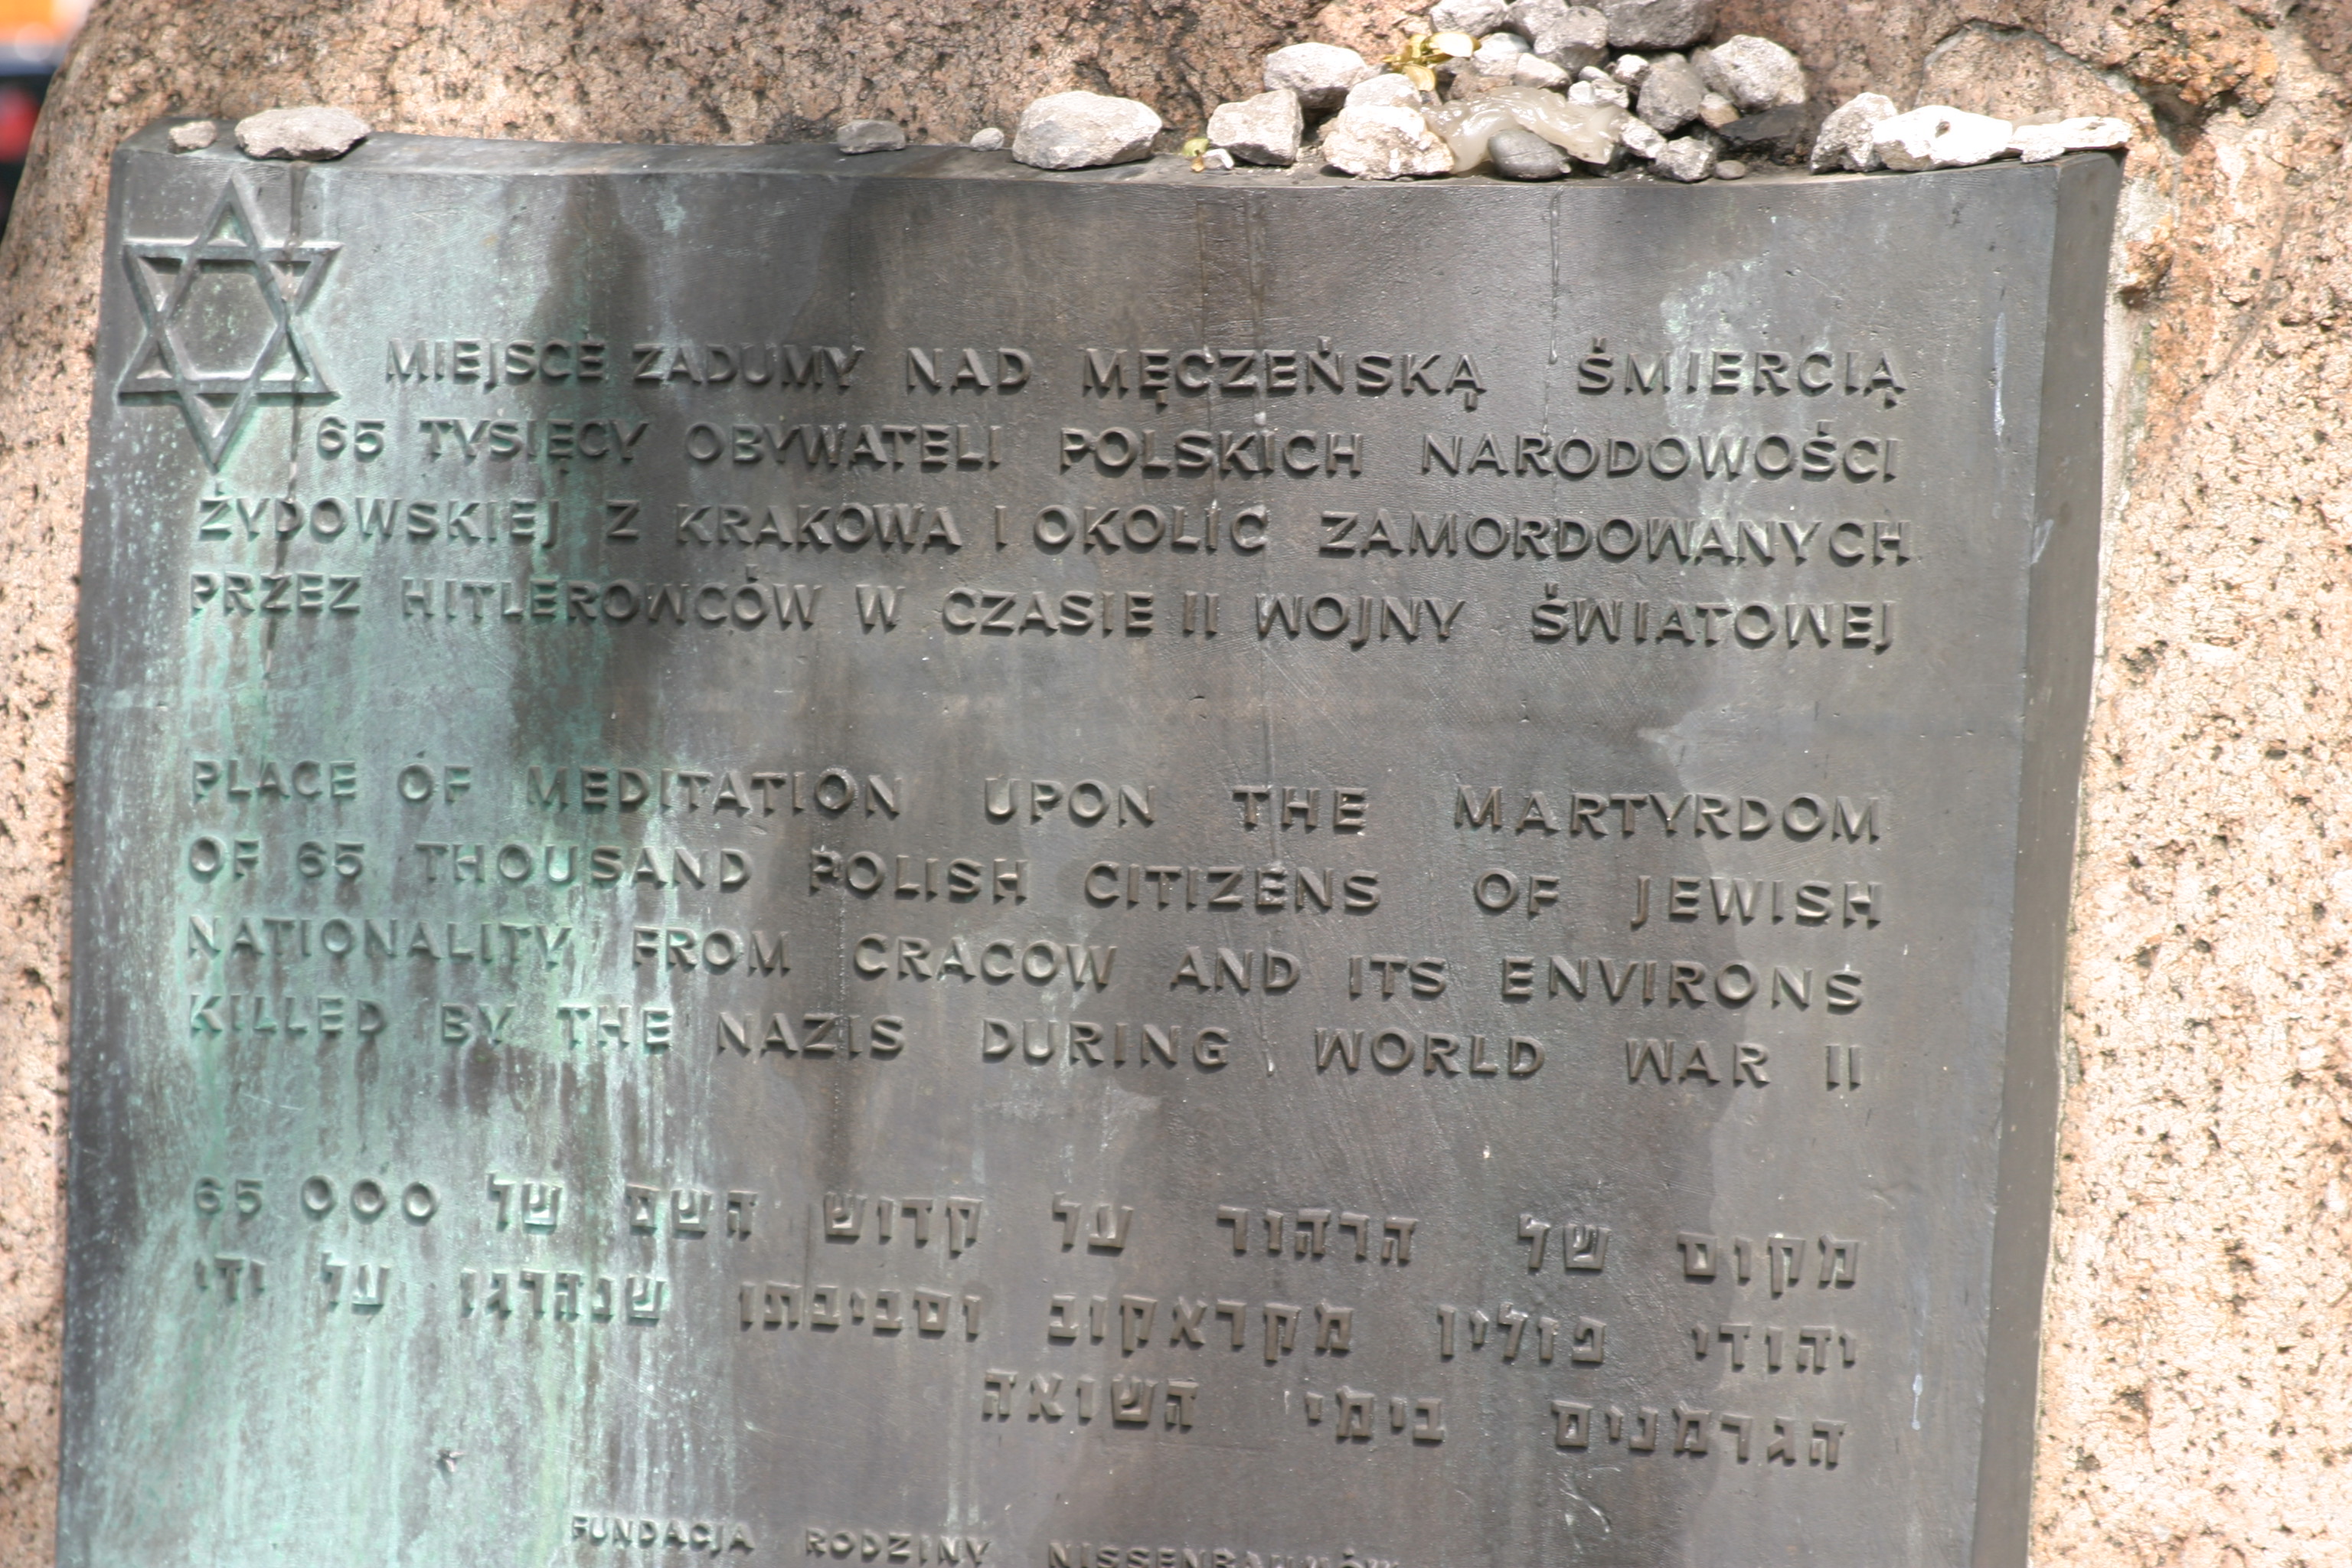 MIEJSCE ZADUMY NAD MĘCZEŃSKĄ ŚMIERCIĄ
65 TYSIĘCY OBYWATELI POLSKICH NARODOWOŚCI
ŻYDOWSKIEJ Z KRAKOWA I OKOLIC ZAMORDOWANYCH
PRZEZ HITLEROWCÓW W CZASIE II WOJNY ŚWIATOWEJ
PLACE OF MEDITATION UPON THE MARTYRDOM
OF 65 THOUSAND POLISH CITIZENS OF JEWISH
NATIONALITY FROM CRACOW AND ITS ENVIRONS
KILLED BY THE NAZIS DURING WORLD WAR II
מקום של הרהור על קדוש השם של 65 000
יהודי פולין מקראקוב וסביבתו שנהרגו על ידי
הגרמנים בימי השואה
FUNDACJA RODZINY NISSENBAUMÓW